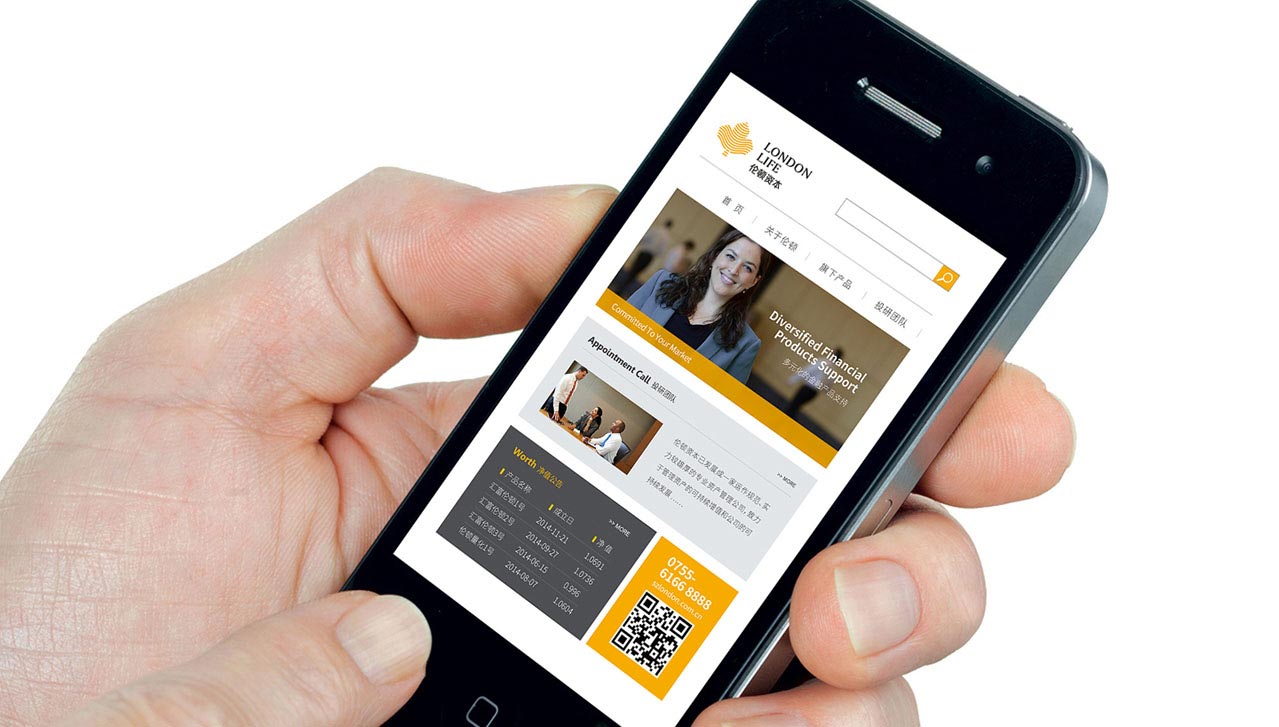 LONDON
LIFE
伦敦资本
首 页
关于伦顿
旗下产品
投研团队
Diversified Financial
Products Support
多元化的金融产品支持
Committed To Your Market
Appointment Call 投研团队
>> MORE
伦顿资本已发展成一家运作规范、实
力较雄厚的专业资产管理公司, 致力
于管理资产的可持续增值和公司的可
持续发展......
Worth 净值公告
>> MORE
产品名称 成立日 净 值
汇富伦顿1号 2014-11-21 1.0691
汇富伦顿2号 2014-09-27 1.0736
汇富伦顿3号 2014-06-15 0.996
伦顿量化1号 2014-08-07 1.0604
0755-
6166 8888
szlondon.com.cn